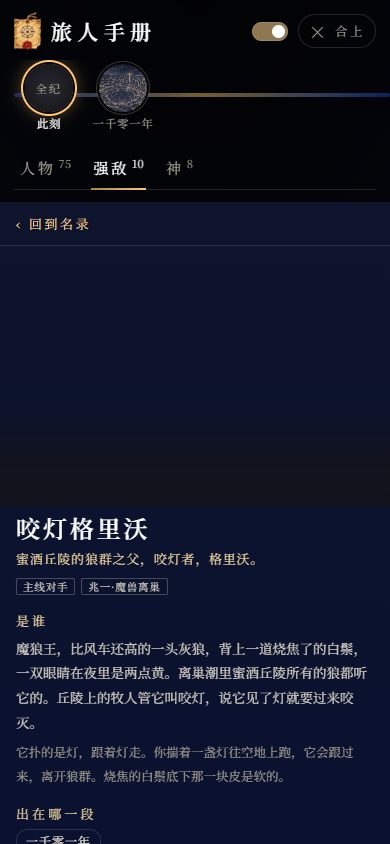 旅人手册
合上
全纪
此刻
一千零一年
人物 75
强敌 10
神 8
‹ 回到名录
咬灯格里沃
蜜酒丘陵的狼群之父，咬灯者，格里沃。
主线对手
兆一·魔兽离巢
是谁
魔狼王，比风车还高的一头灰狼，背上一道烧焦了的白鬃，
一双眼睛在夜里是两点黄。离巢潮里蜜酒丘陵所有的狼都听
它的。丘陵上的牧人管它叫咬灯，说它见了灯就要过来咬
灭。
它扑的是灯，跟着灯走。你揣着一盏灯往空地上跑，它会跟过
来，离开狼群。烧焦的白鬃底下那一块皮是软的。
出在哪一段
一千零一年